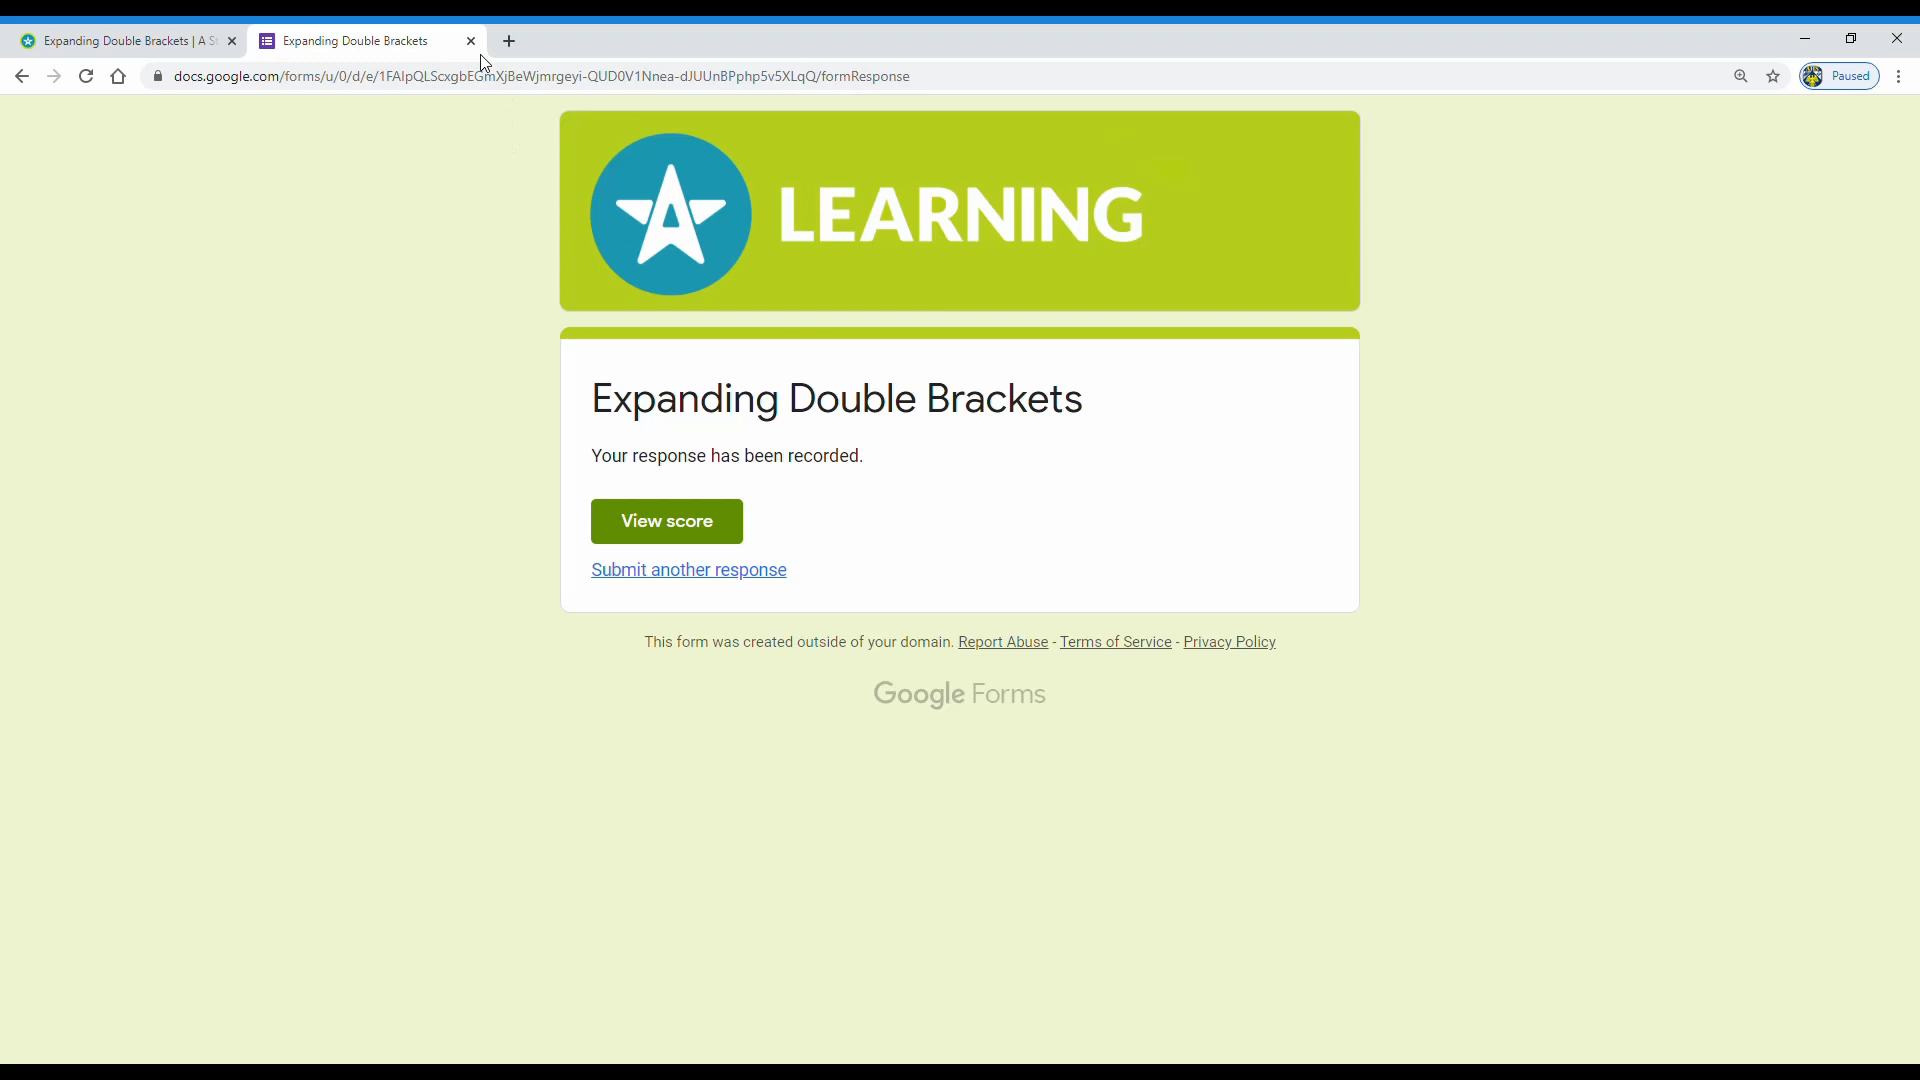 Expanding Double Brackets | A St
Expanding Double Brackets
docs.google.com/forms/u/0/d/e/1FAIpQLScxgbEGmXjBeWjmrgeyi-QUD0V1Nnea-dJUUnBPphp5v5XLqQ/formResponse
Paused
A LEARNING
Expanding Double Brackets
Your response has been recorded.
View score
Submit another response
This form was created outside of your domain. Report Abuse - Terms of Service - Privacy Policy
Google Forms